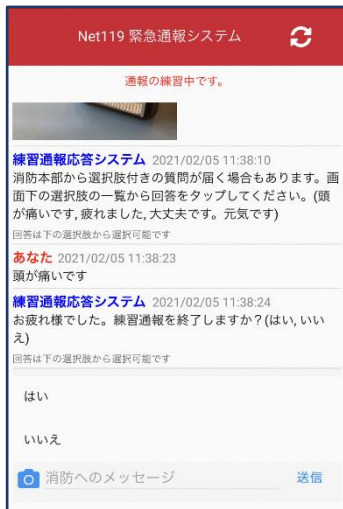 Net119 緊急通報システム
通報の練習中です。
練習通報応答システム 2021/02/05 11:38:10
消防本部から選択肢付きの質問が届く場合もあります。画
面下の選択肢の一覧から回答をタップしてください。(頭
が痛いです,疲れました,大丈夫です。元気です)
回答は下の選択肢から選択可能です
あなた 2021/02/05 11:38:23
頭が痛いです
練習通報応答システム 2021/02/05 11:38:24
お疲れ様でした。練習通報を終了しますか？(はい,いい
え)
回答は下の選択肢から選択可能です
はい
いいえ
消防へのメッセージ 送信